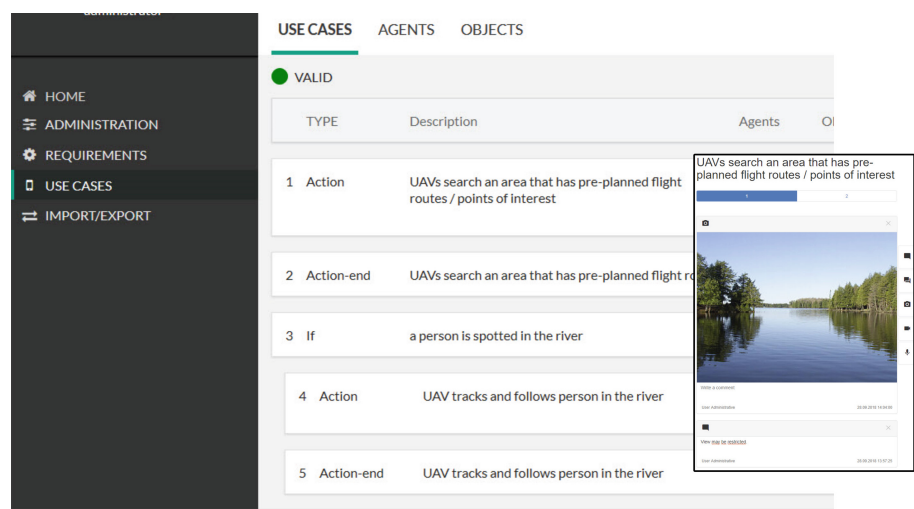 administrator
HOME
ADMINISTRATION
REQUIREMENTS
USE CASES
IMPORT/EXPORT
USE CASES AGENTS OBJECTS
VALID
TYPE Description Agents
1 Action UAVs search an area that has pre-planned flight
routes / points of interest
2 Action-end UAVs search an area that has pre-planned flight
3 If a person is spotted in the river
4 Action UAV tracks and follows person in the river
5 Action-end UAV tracks and follows person in the river
UAVs search an area that has pre-
planned flight routes / points of interest
1 2
Write a comment
User Administrative
View may be restricted.
User Administrative